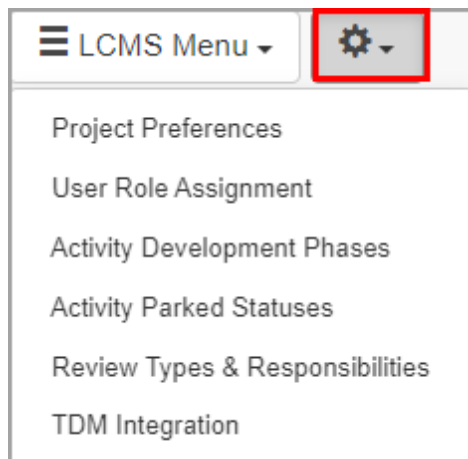 LCMS Menu
Project Preferences
User Role Assignment
Activity Development Phases
Activity Parked Statuses
Review Types & Responsibilities
TDM Integration